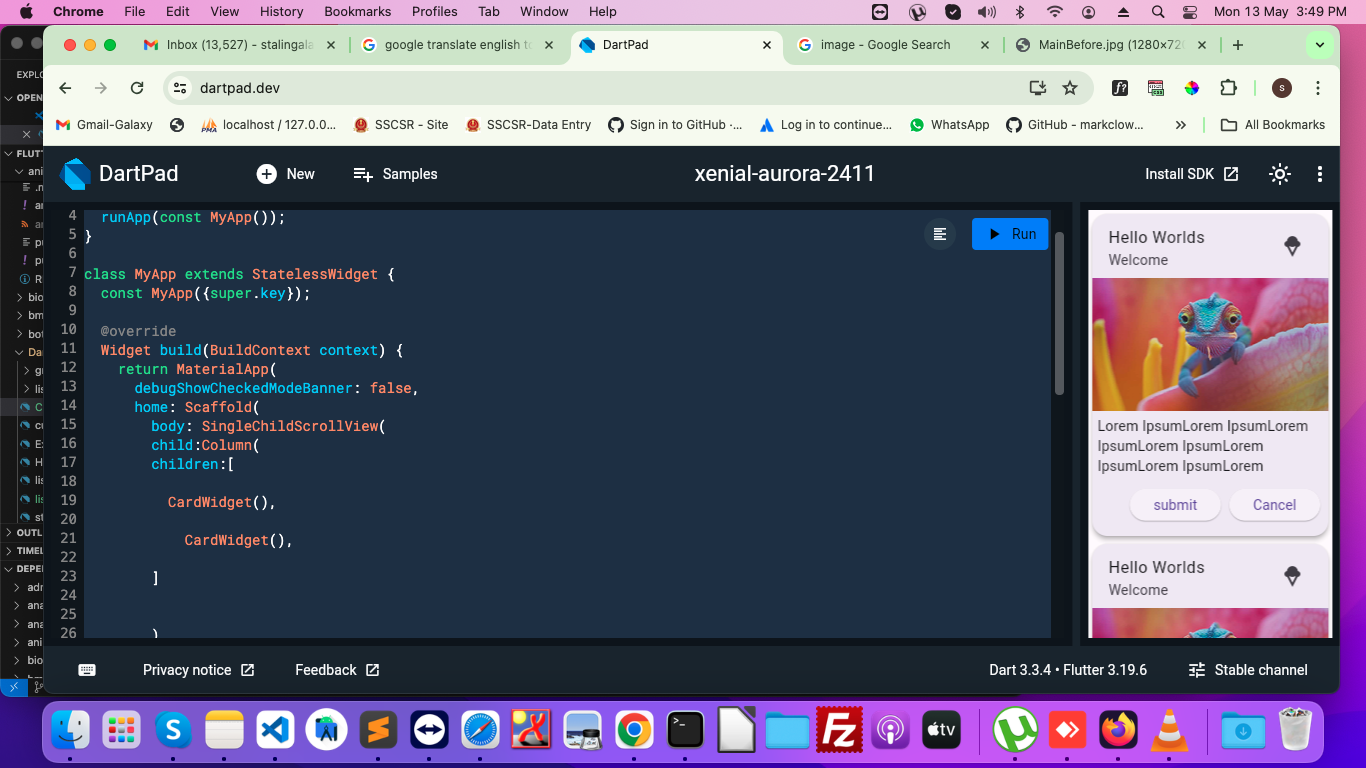 Chrome File Edit View History Bookmarks Profiles Tab Window Help Mon 13 May 3:49 PM
Inbox (13,527) - stalingala
google translate english to
DartPad
image - Google Search
MainBefore.jpg (1280×720
dartpad.dev
Gmail-Galaxy
localhost / 127.0.0...
SSCSR - Site
SSCSR-Data Entry
Sign in to GitHub ·...
Log in to continue...
WhatsApp
GitHub - markclow...
All Bookmarks
EXPLO
OPEN
FLUTT
OUTL
TIMEL
DEPEN
DartPad
New
Samples
xenial-aurora-2411
Install SDK
4 runApp(const MyApp());
5 }
6
7 class MyApp extends StatelessWidget {
8 const MyApp({super.key});
9
10 @override
11 Widget build(BuildContext context) {
12 return MaterialApp(
13 debugShowCheckedModeBanner: false,
14 home: Scaffold(
15 body: SingleChildScrollView(
16 child:Column(
17 children:[
18
19 CardWidget(),
20
21 CardWidget(),
22
23 ]
24
25
26 )
Run
Hello Worlds
Welcome
Lorem IpsumLorem IpsumLorem
IpsumLorem IpsumLorem
IpsumLorem IpsumLorem
submit Cancel
Hello Worlds
Welcome
Privacy notice
Feedback
Dart 3.3.4 • Flutter 3.19.6
Stable channel
tv